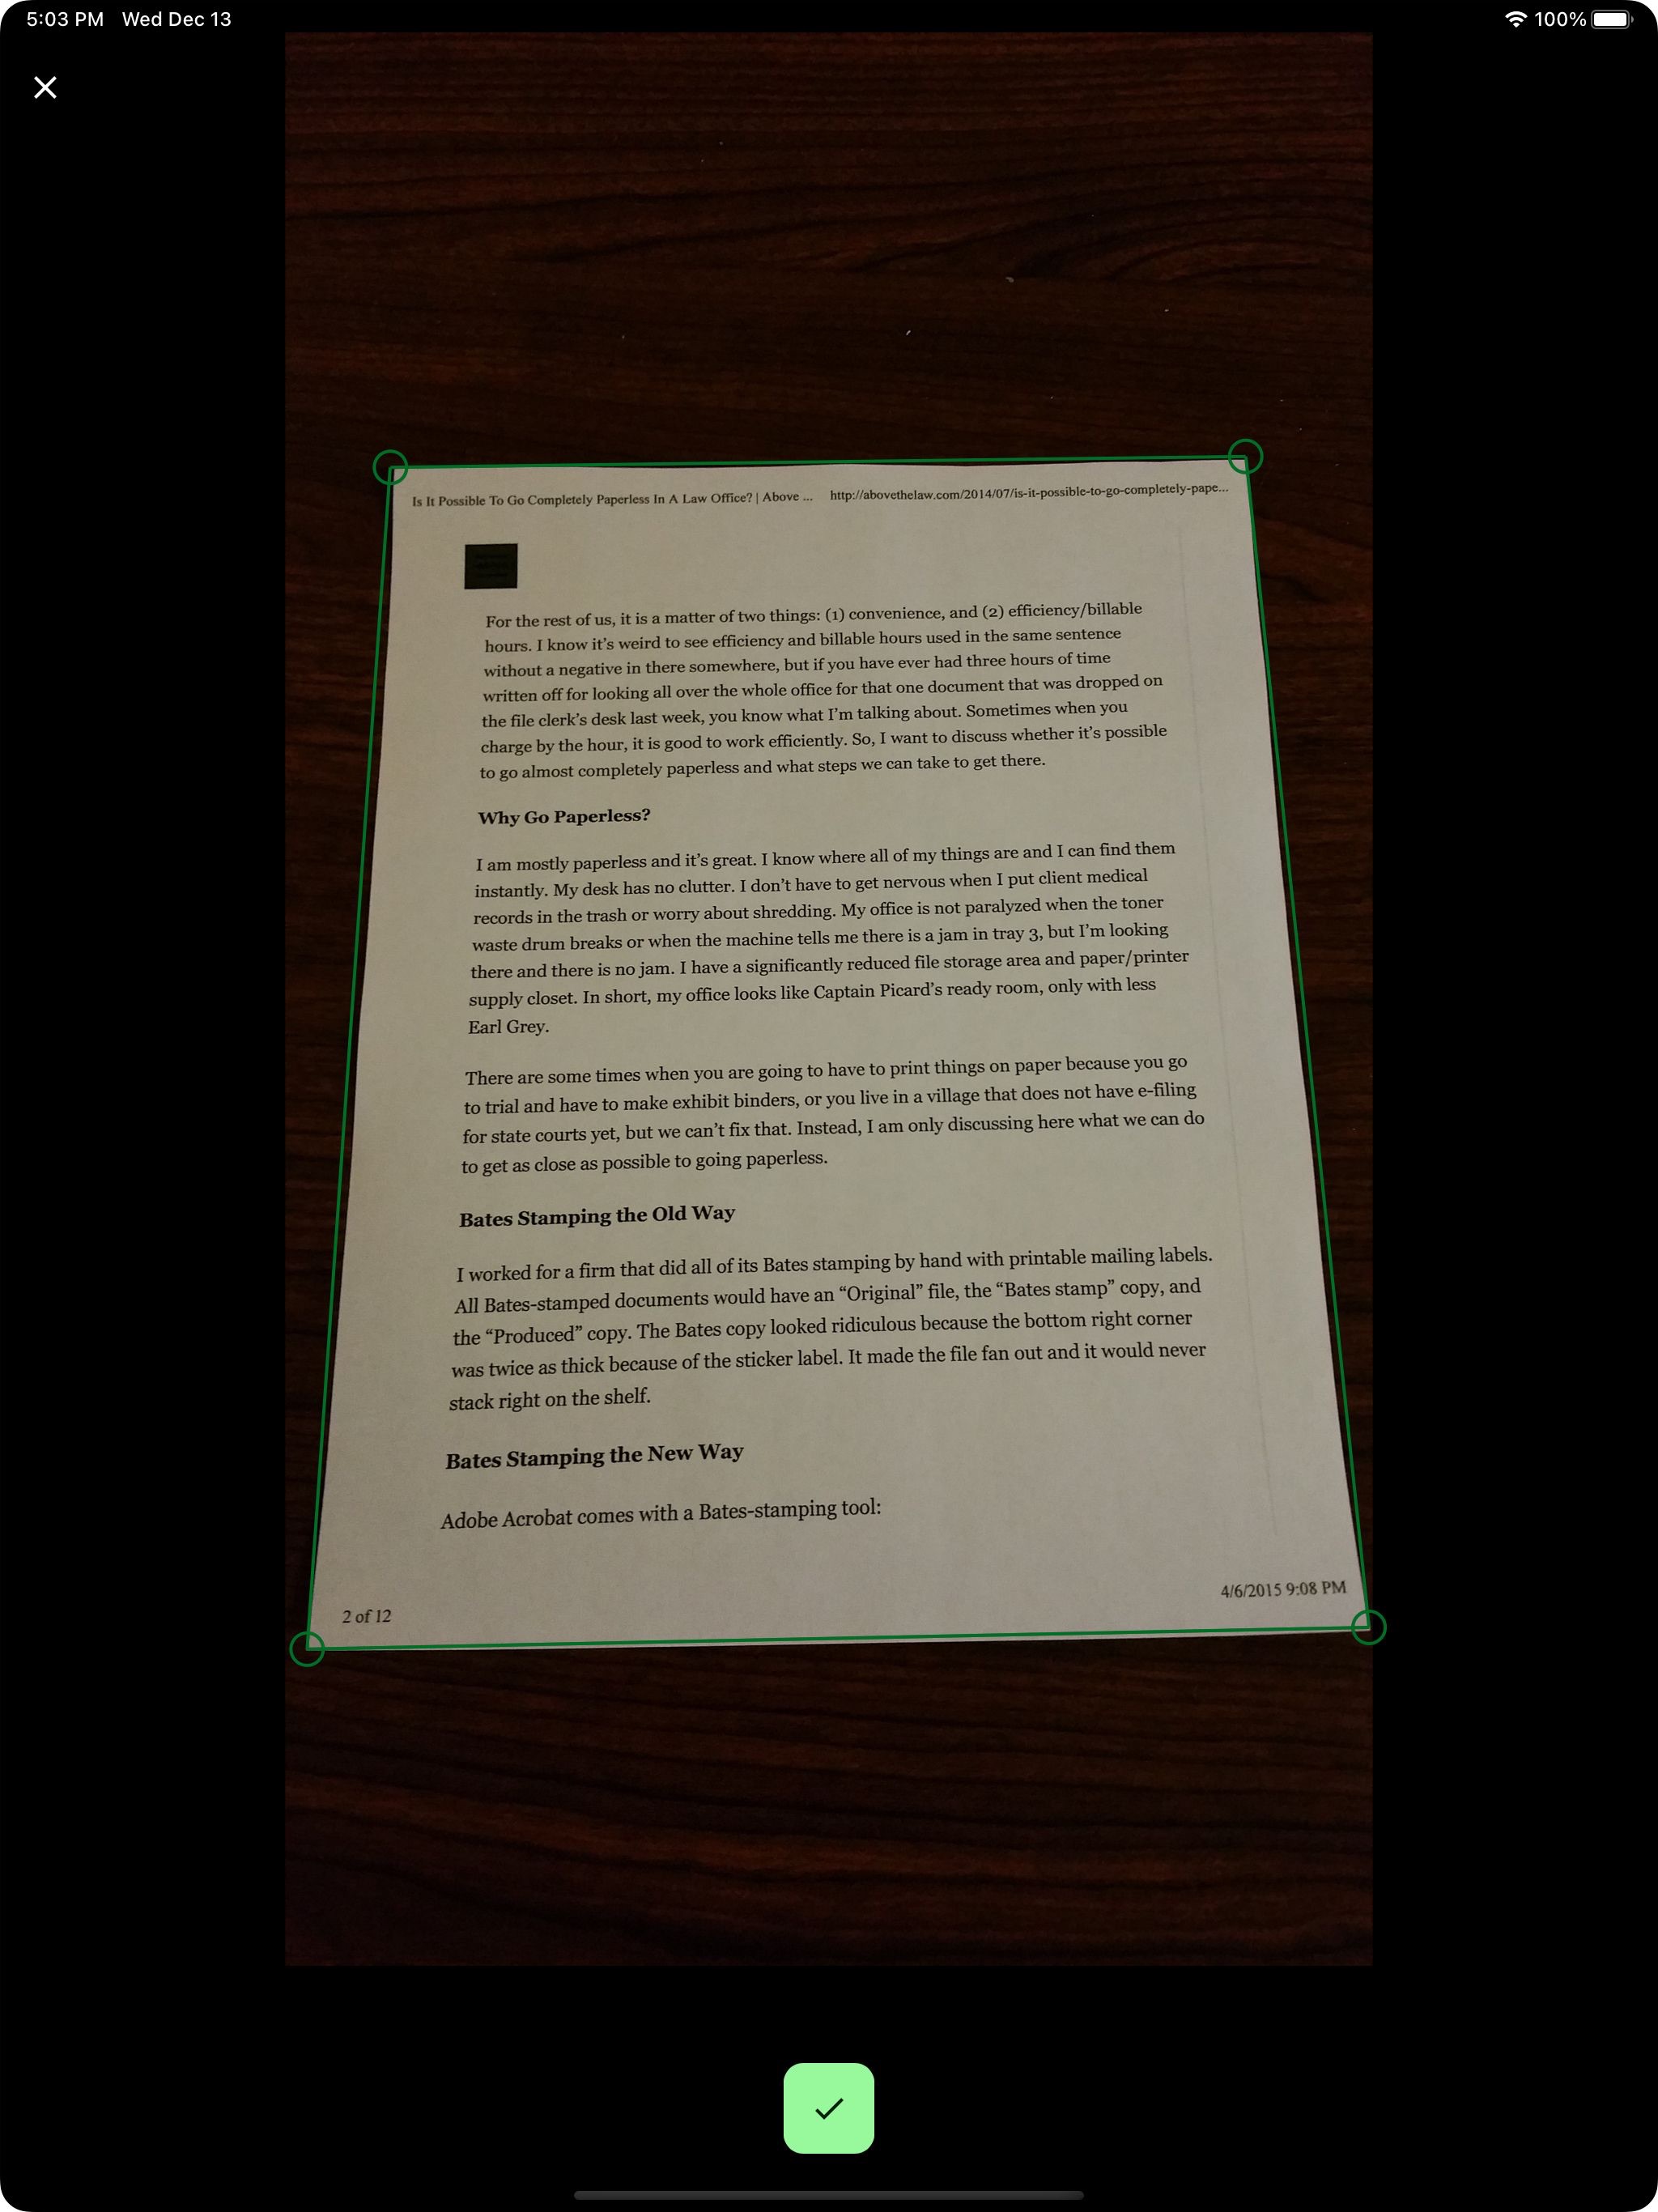 5:03 PM Wed Dec 13
100%
Is It Possible To Go Completely Paperless In A Law Office? | Above ... http://abovethelaw.com/2014/07/is-it-possible-to-go-completely-pape...
For the rest of us, it is a matter of two things: (1) convenience, and (2) efficiency/billable
hours. I know it’s weird to see efficiency and billable hours used in the same sentence
without a negative in there somewhere, but if you have ever had three hours of time
written off for looking all over the whole office for that one document that was dropped on
the file clerk’s desk last week, you know what I’m talking about. Sometimes when you
charge by the hour, it is good to work efficiently. So, I want to discuss whether it’s possible
to go almost completely paperless and what steps we can take to get there.
Why Go Paperless?
I am mostly paperless and it’s great. I know where all of my things are and I can find them
instantly. My desk has no clutter. I don’t have to get nervous when I put client medical
records in the trash or worry about shredding. My office is not paralyzed when the toner
waste drum breaks or when the machine tells me there is a jam in tray 3, but I’m looking
there and there is no jam. I have a significantly reduced file storage area and paper/printer
supply closet. In short, my office looks like Captain Picard’s ready room, only with less
Earl Grey.
There are some times when you are going to have to print things on paper because you go
to trial and have to make exhibit binders, or you live in a village that does not have e-filing
for state courts yet, but we can’t fix that. Instead, I am only discussing here what we can do
to get as close as possible to going paperless.
Bates Stamping the Old Way
I worked for a firm that did all of its Bates stamping by hand with printable mailing labels.
All Bates-stamped documents would have an “Original” file, the “Bates stamp” copy, and
the “Produced” copy. The Bates copy looked ridiculous because the bottom right corner
was twice as thick because of the sticker label. It made the file fan out and it would never
stack right on the shelf.
Bates Stamping the New Way
Adobe Acrobat comes with a Bates-stamping tool:
2 of 12
4/6/2015 9:08 PM